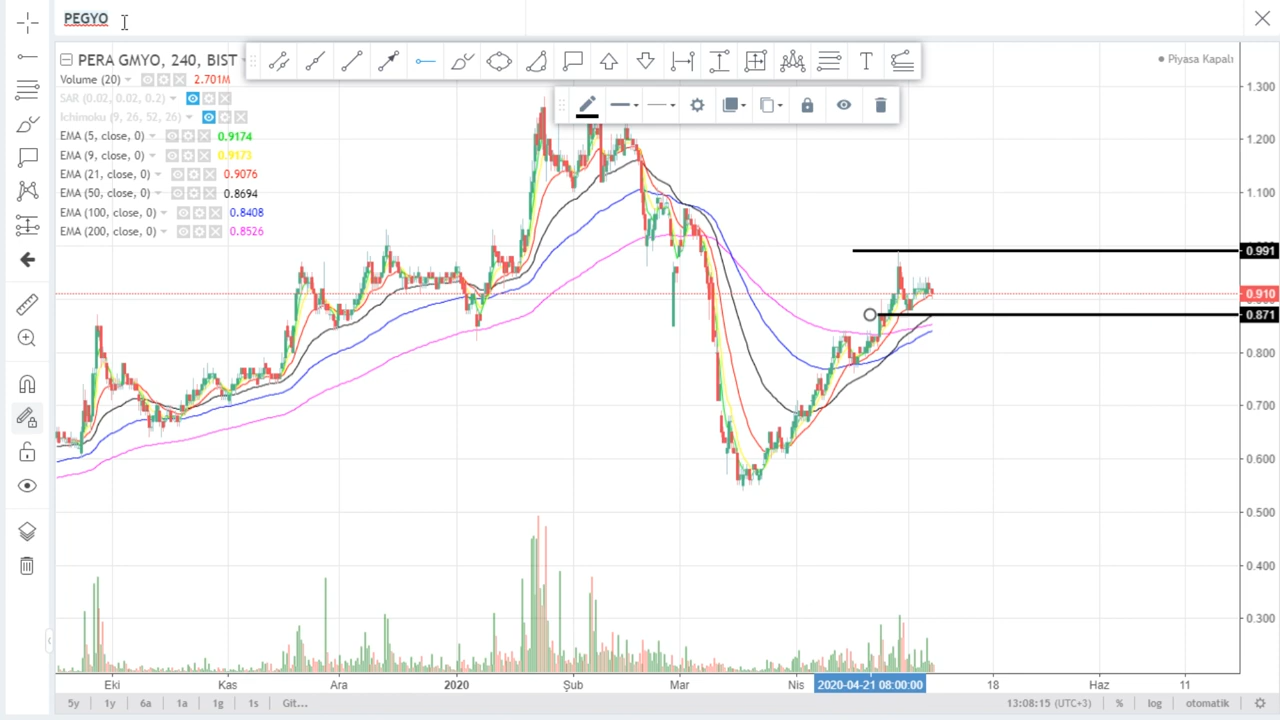 PEGYO
PERA GMYO, 240, BIST
Piyasa Kapalı
Volume (20) 2.701M
SAR (0.02, 0.02, 0.2)
Ichimoku (9, 26, 52, 26)
EMA (5, close, 0) 0.9174
EMA (9, close, 0) 0.9173
EMA (21, close, 0) 0.9076
EMA (50, close, 0) 0.8694
EMA (100, close, 0) 0.8408
EMA (200, close, 0) 0.8526
T
1.300
1.200
1.100
0.991
0.910
0.871
0.800
0.700
0.600
0.500
0.400
0.300
Eki Kas Ara 2020 Şub Mar Nis 2020-04-21 08:00:00 18 Haz 11
5y 1y 6a 1a 1g 1s Git... 13:08:15 (UTC+3) % log otomatik